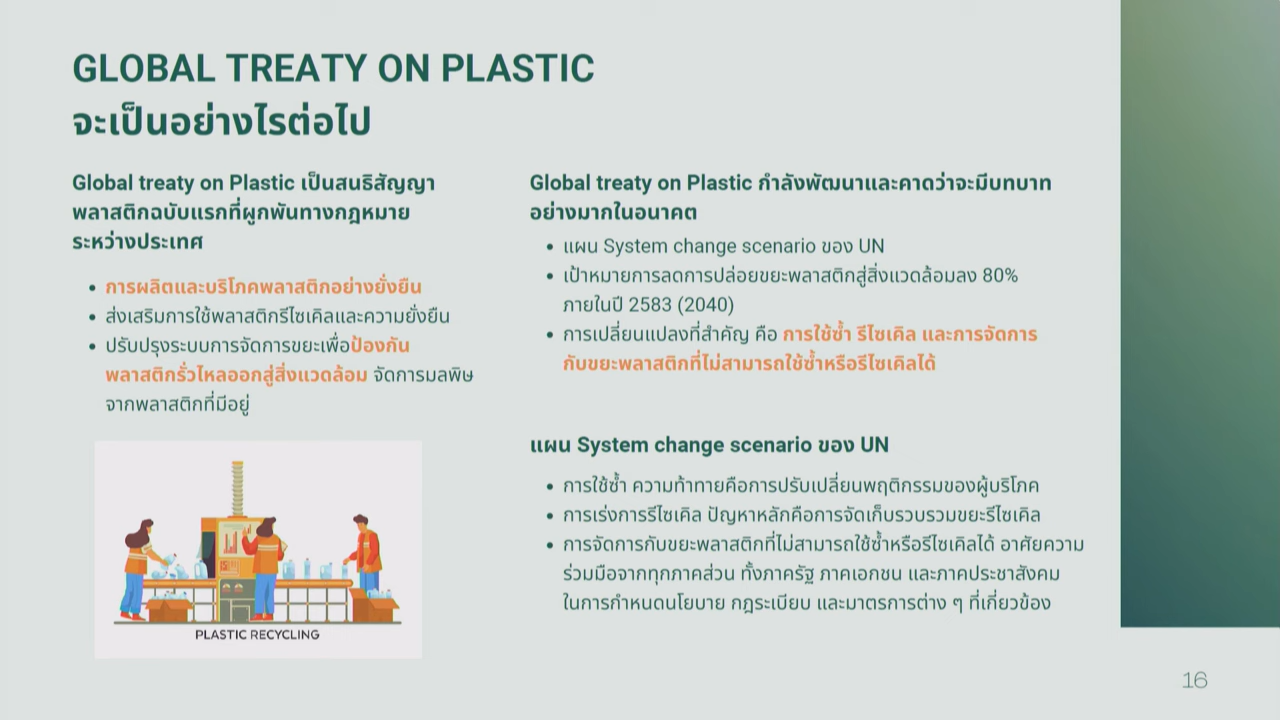 GLOBAL TREATY ON PLASTIC
จะเป็นอย่างไรต่อไป
Global treaty on Plastic เป็นสนธิสัญญา
พลาสติกฉบับแรกที่ผูกพันทางกฎหมาย
ระหว่างประเทศ
• การผลิตและบริโภคพลาสติกอย่างยั่งยืน
• ส่งเสริมการใช้พลาสติกรีไซเคิลและความยั่งยืน
• ปรับปรุงระบบการจัดการขยะเพื่อป้องกัน
พลาสติกรั่วไหลออกสู่สิ่งแวดล้อม จัดการมลพิษ
จากพลาสติกที่มีอยู่
PLASTIC RECYCLING
Global treaty on Plastic กำลังพัฒนาและคาดว่าจะมีบทบาท
อย่างมากในอนาคต
• แผน System change scenario ของ UN
• เป้าหมายการลดการปล่อยขยะพลาสติกสู่สิ่งแวดล้อมลง 80%
ภายในปี 2583 (2040)
• การเปลี่ยนแปลงที่สำคัญ คือ การใช้ซ้ำ รีไซเคิล และการจัดการ
กับขยะพลาสติกที่ไม่สามารถใช้ซ้ำหรือรีไซเคิลได้
แผน System change scenario ของ UN
• การใช้ซ้ำ ความท้าทายคือการปรับเปลี่ยนพฤติกรรมของผู้บริโภค
• การเร่งการรีไซเคิล ปัญหาหลักคือการจัดเก็บรวบรวมขยะรีไซเคิล
• การจัดการกับขยะพลาสติกที่ไม่สามารถใช้ซ้ำหรือรีไซเคิลได้ อาศัยความ
ร่วมมือจากทุกภาคส่วน ทั้งภาครัฐ ภาคเอกชน และภาคประชาสังคม
ในการกำหนดนโยบาย กฎระเบียบ และมาตรการต่าง ๆ ที่เกี่ยวข้อง
16